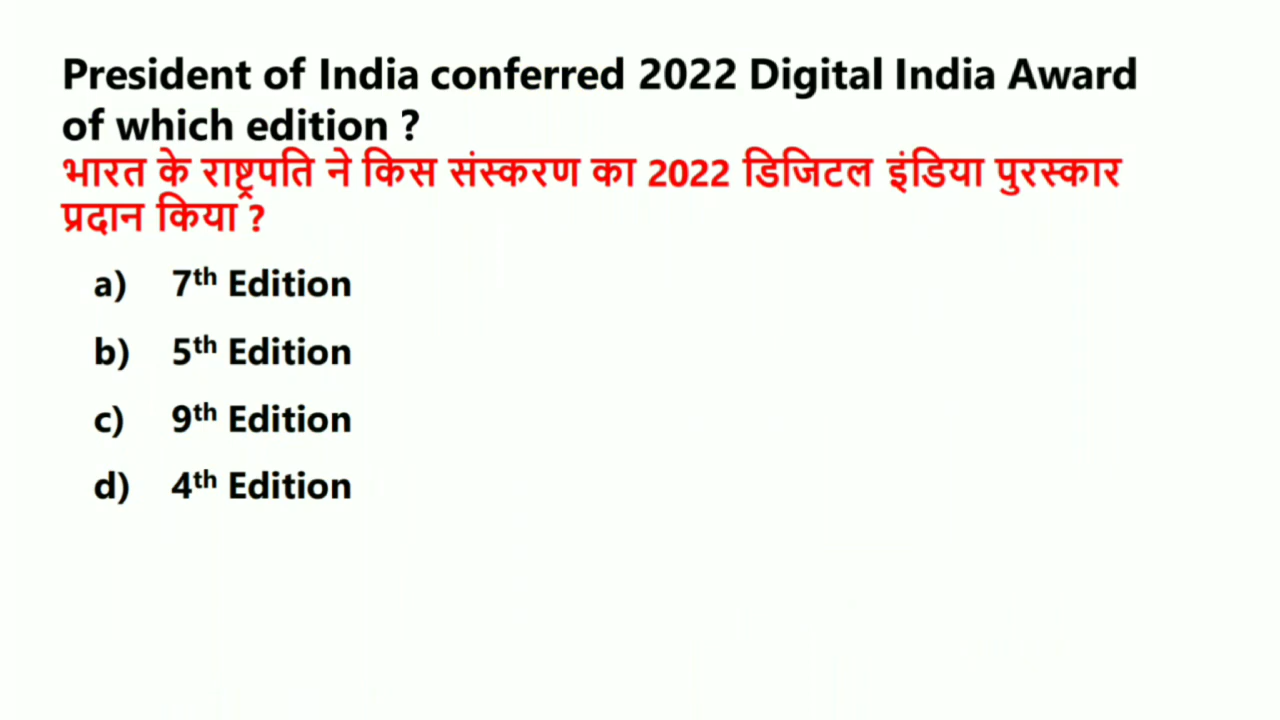 President of India conferred 2022 Digital India Award
of which edition ?
भारत के राष्ट्रपति ने किस संस्करण का 2022 डिजिटल इंडिया पुरस्कार
प्रदान किया ?
a) 7th Edition
b) 5th Edition
c) 9th Edition
d) 4th Edition